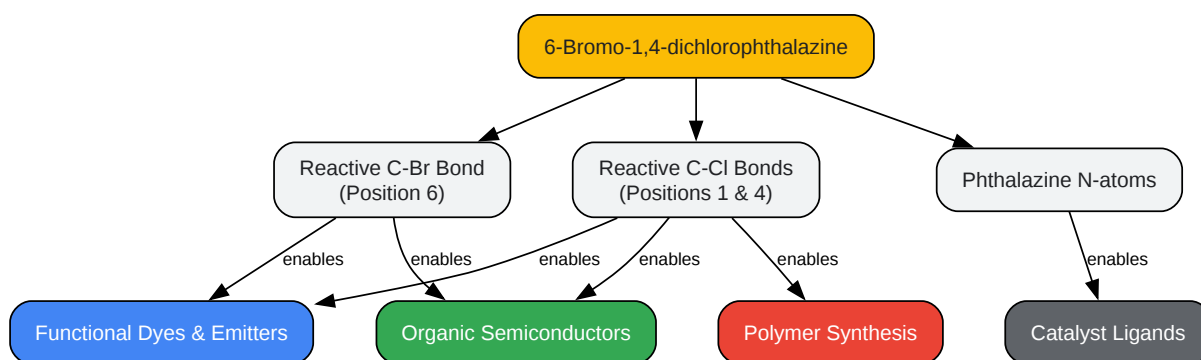 6-Bromo-1,4-dichlorophthalazine
Reactive C-Br Bond
(Position 6)
Reactive C-Cl Bonds
(Positions 1 & 4)
Phthalazine N-atoms
enables
enables
enables
enables
enables
enables
Functional Dyes & Emitters
Organic Semiconductors
Polymer Synthesis
Catalyst Ligands